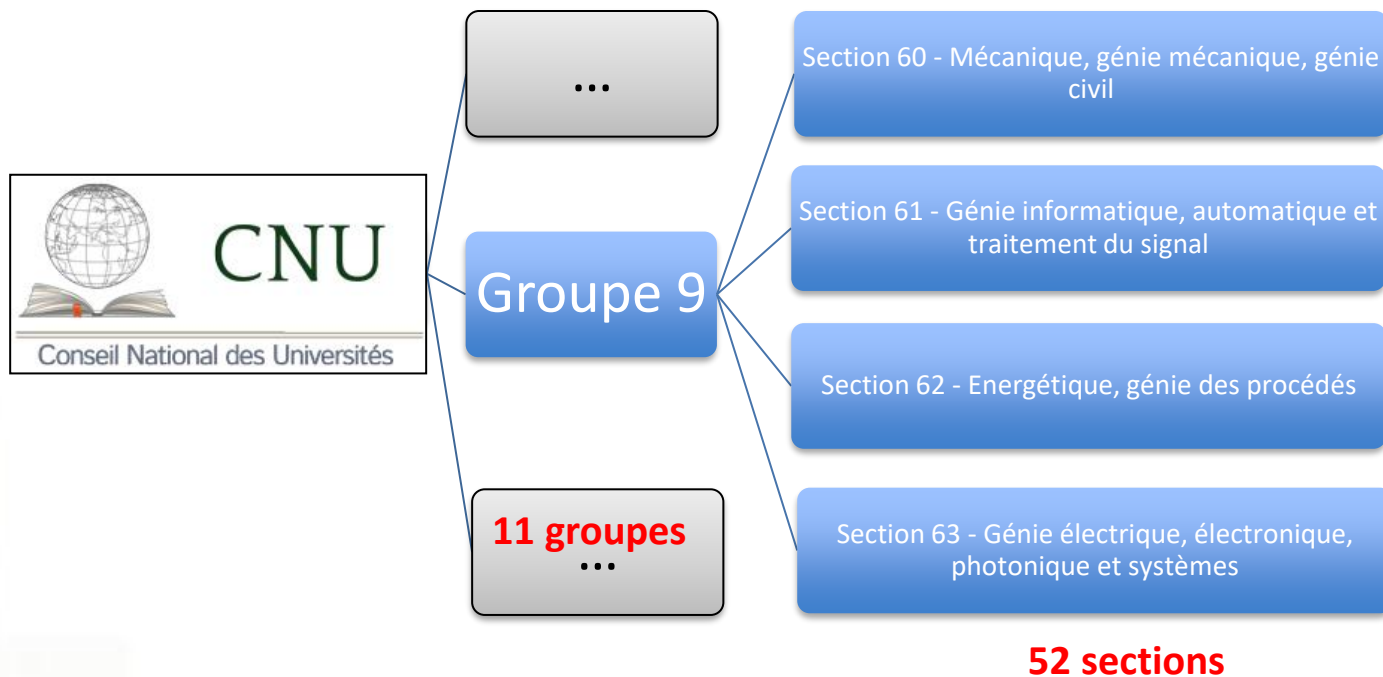 CNU
Conseil National des Universités
...
Groupe 9
11 groupes
...
Section 60 - Mécanique, génie mécanique, génie
civil
Section 61 - Génie informatique, automatique et
traitement du signal
Section 62 - Energétique, génie des procédés
Section 63 - Génie électrique, électronique,
photonique et systèmes
52 sections